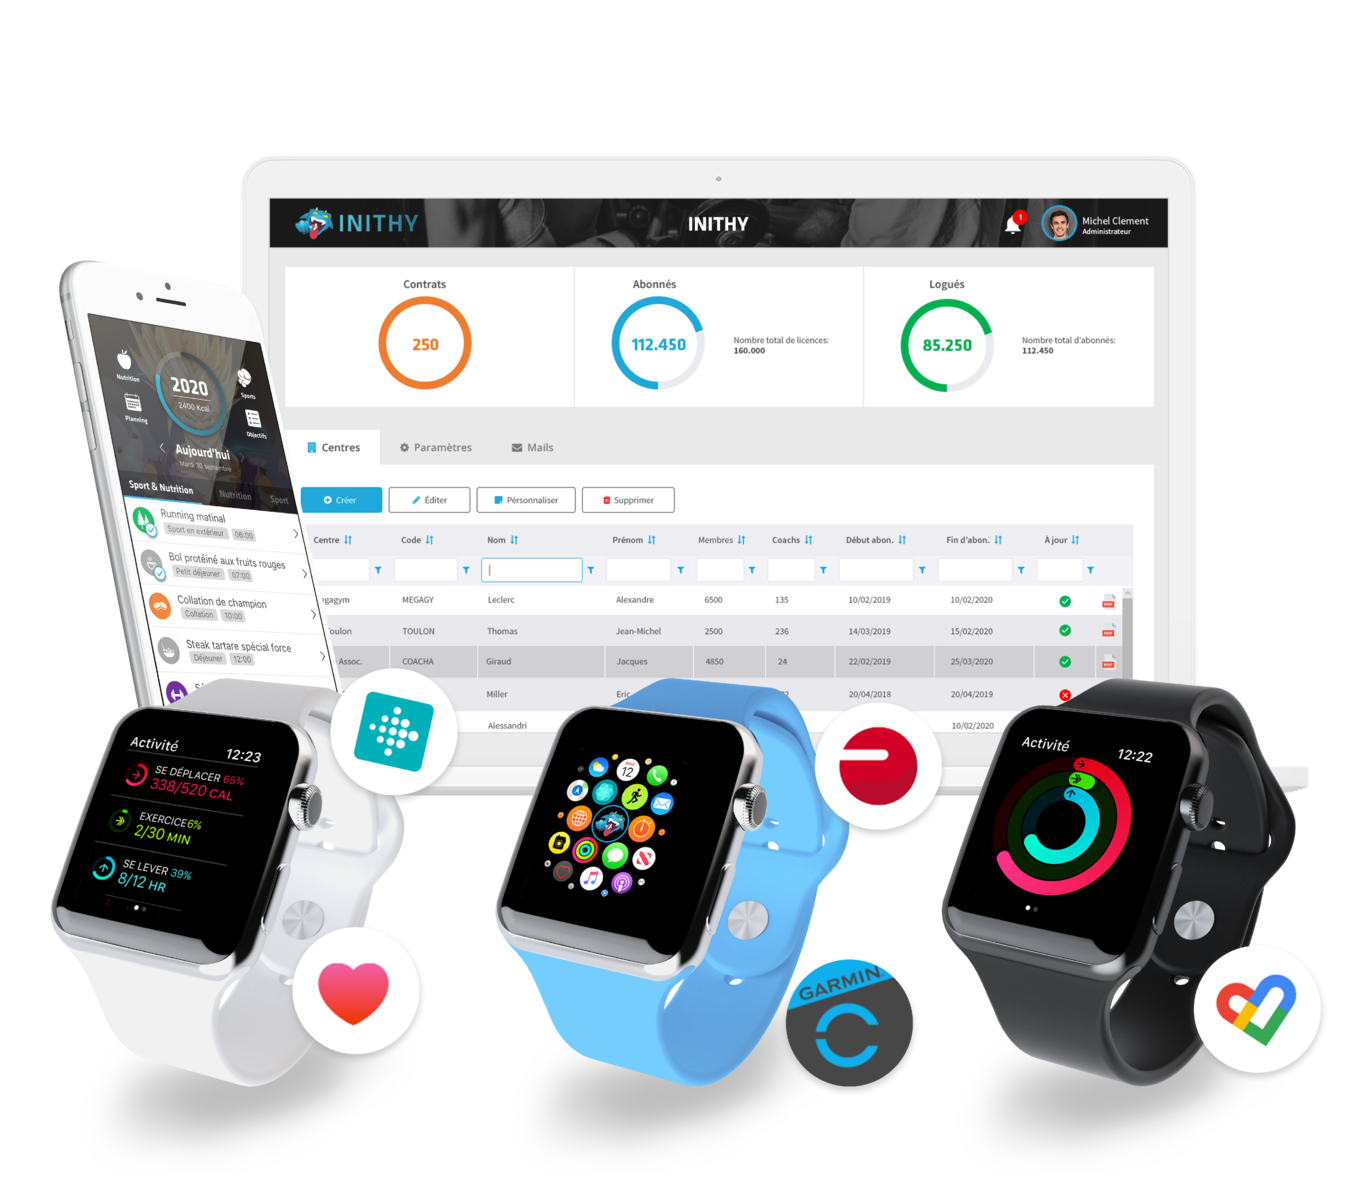 INITHY
INITHY
1
Michel Clement
Administrateur
Contrats
250
Abonnés
112.450
Nombre total de licences:
160.000
Logués
85.250
Nombre total d'abonnés:
112.450
Centres
Paramètres
Mails
Créer
Éditer
Pérsonnaliser
Supprimer
Centre Code Nom Prénom Membres Coachs Début abon. Fin d'abon. À jour
egagym MEGAGY Leclerc Alexandre 6500 135 10/02/2019 10/02/2020 PDF
Toulon TOULON Thomas Jean-Michel 2500 236 14/03/2019 15/02/2020 PDF
Assoc. COACHA Giraud Jacques 4850 24 22/02/2019 25/03/2020 PDF
Miller Eric 20/04/2018 20/04/2019
Alessandri 10/02/2020
Nutrition
Planning
2020
2400 Kcal
Sports
Objectifs
Aujourd'hui
Mardi 30 septembre
Sport & Nutrition Nutrition Sport
Running matinal
Sport en extérieur 06:00
Bol protéiné aux fruits rouges
Petit déjeuner 07:00
Collation de champion
Collation 10:00
Steak tartare spécial force
Déjeuner 12:00
Activité 12:23
SE DÉPLACER 65%
338/520 CAL
EXERCICE6%
2/30 MIN
SE LEVER 39%
8/12 HR
12
GARMIN
Activité 12:22